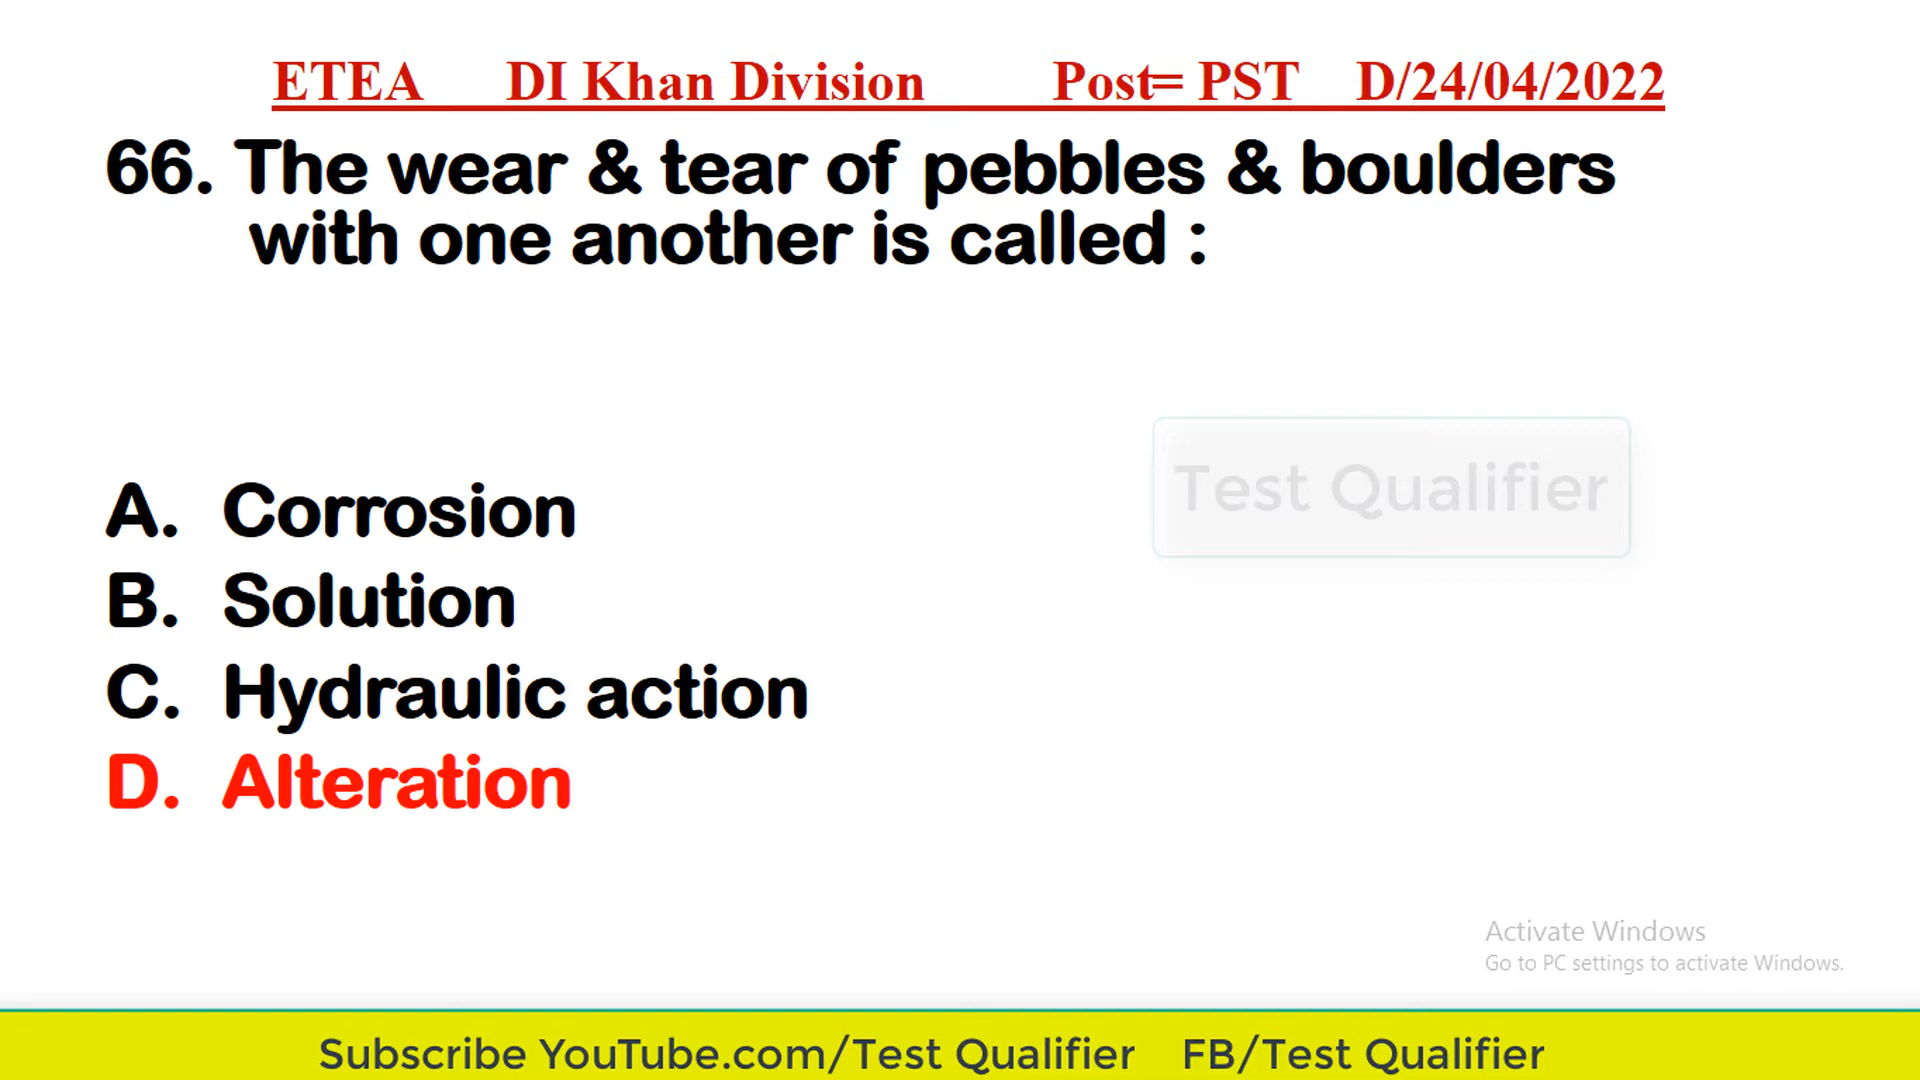 ETEA DI Khan Division Post= PST D/24/04/2022
66. The wear & tear of pebbles & boulders
with one another is called :
Test Qualifier
A. Corrosion
B. Solution
C. Hydraulic action
D. Alteration
Activate Windows
Go to PC settings to activate Windows.
Subscribe YouTube.com/Test Qualifier FB/Test Qualifier